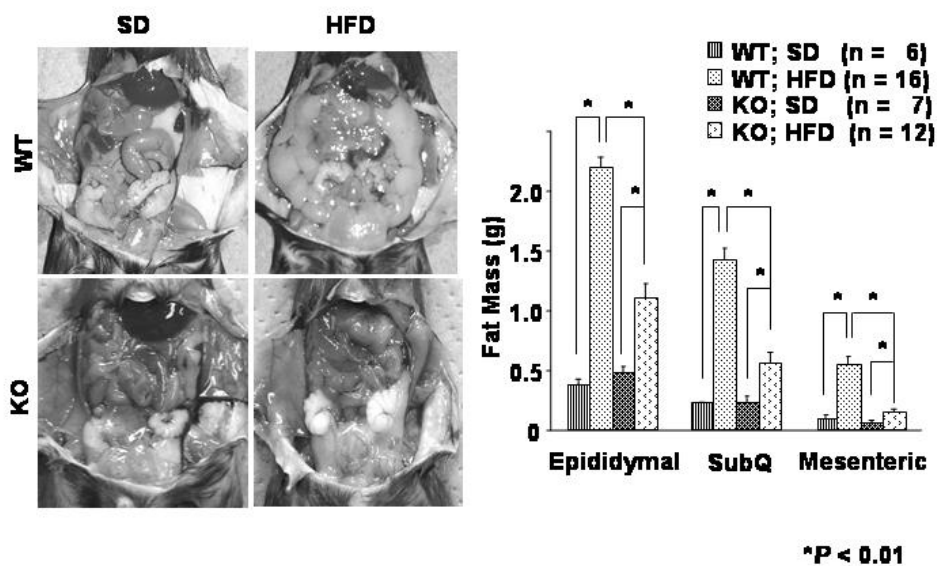 SD
HFD
WT
KO
WT; SD (n = 6)
WT; HFD (n = 16)
KO; SD (n = 7)
KO; HFD (n = 12)
Fat Mass (g)
2.0
1.5
1.0
0.5
0
* *
*
* *
*
* *
*
Epididymal SubQ Mesenteric
*P < 0.01